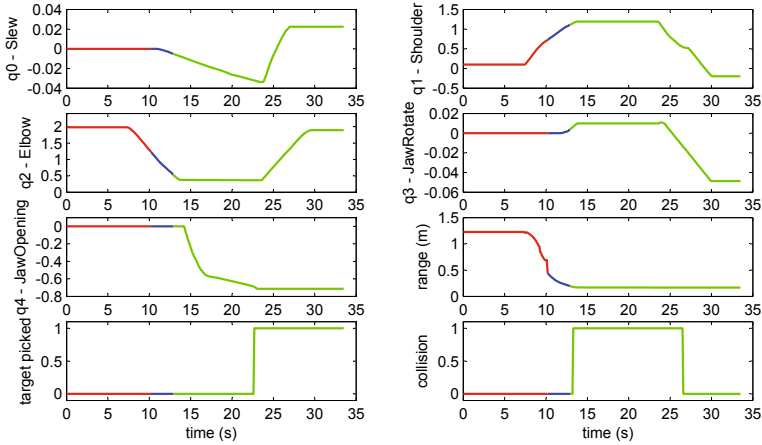 q0 - Slew
0.04
0.02
0
-0.02
-0.04
0 5 10 15 20 25 30 35
q1 - Shoulder
1.5
1
0.5
0
-0.5
0 5 10 15 20 25 30 35
q2 - Elbow
2
1.5
1
0.5
0
0 5 10 15 20 25 30 35
q3 - JawRotate
0.02
0
-0.02
-0.04
-0.06
0 5 10 15 20 25 30 35
q4 - JawOpening
0
-0.2
-0.4
-0.6
-0.8
0 5 10 15 20 25 30 35
range (m)
1.5
1
0.5
0
0 5 10 15 20 25 30 35
target picked
1
0.5
0
0 5 10 15 20 25 30 35
time (s)
collision
1
0.5
0
0 5 10 15 20 25 30 35
time (s)